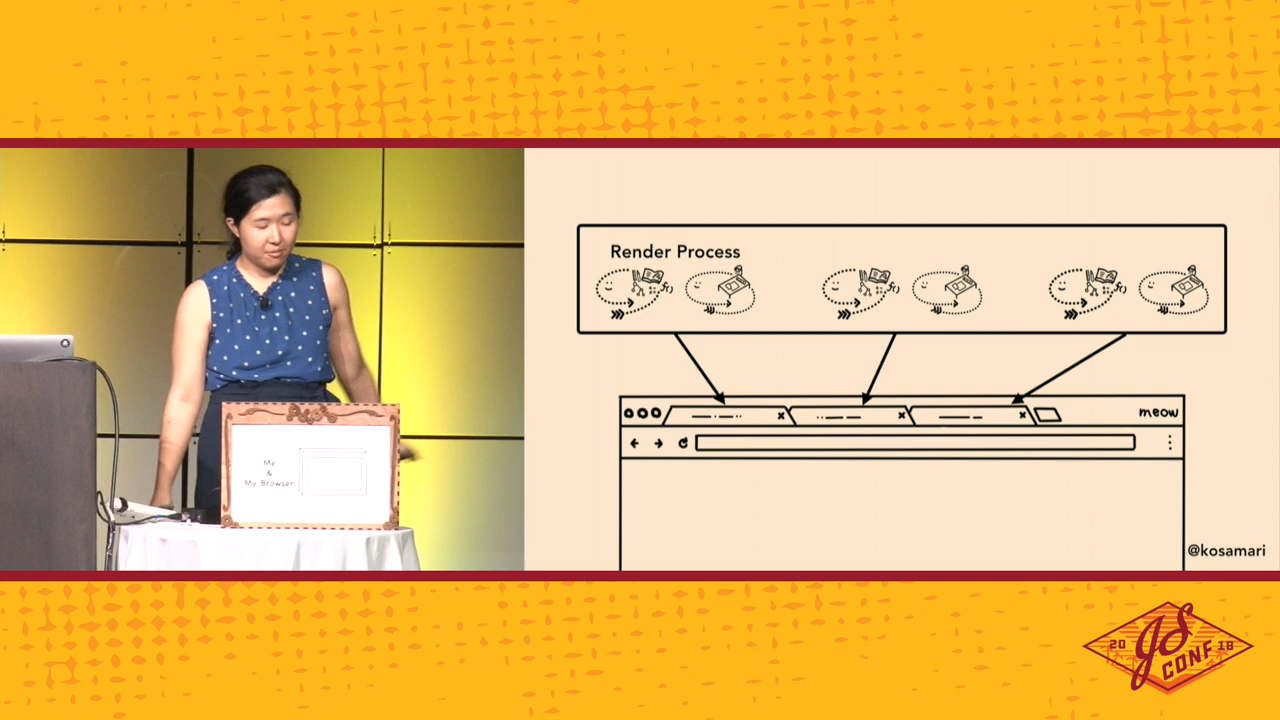 Me
&
My Browser
Render Process
meow
@kosamari
20 JS 18
CONF